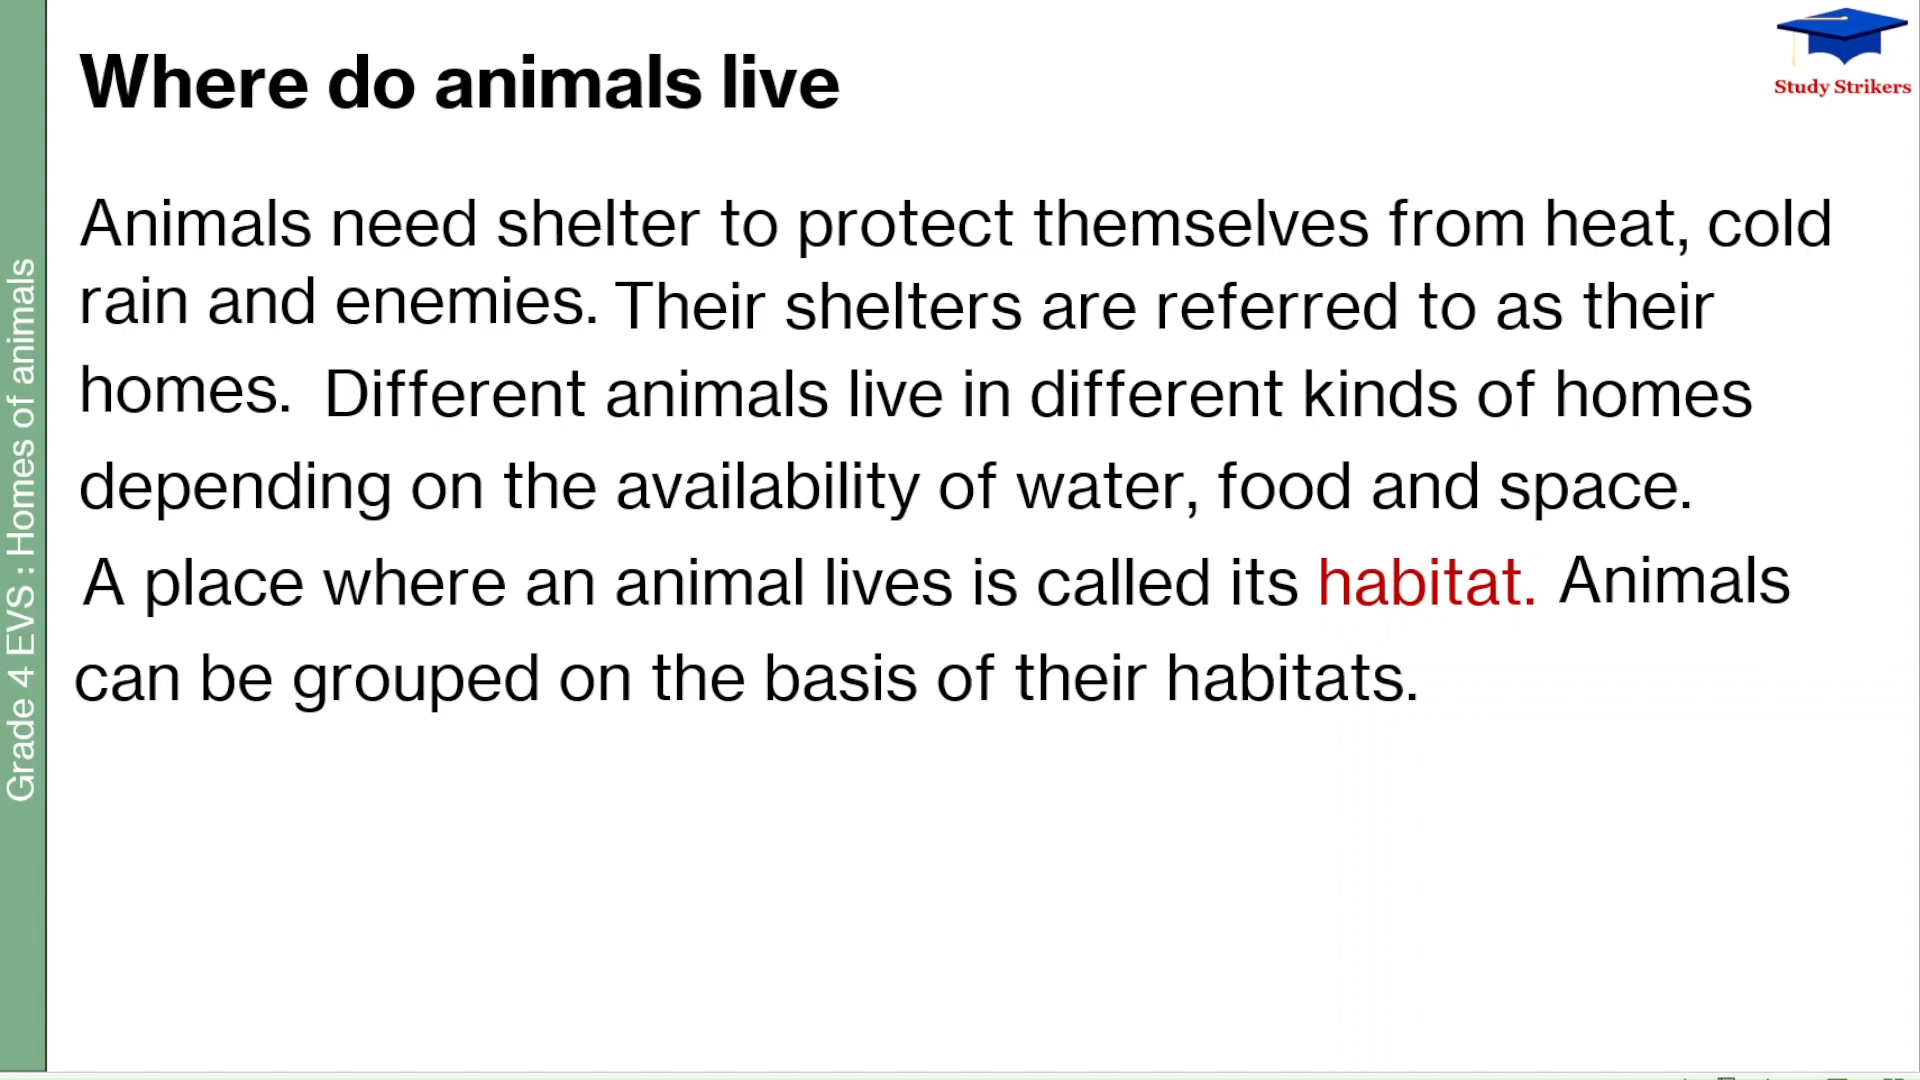 Where do animals live
Study Strikers
Animals need shelter to protect themselves from heat, cold
rain and enemies. Their shelters are referred to as their
homes. Different animals live in different kinds of homes
depending on the availability of water, food and space.
A place where an animal lives is called its habitat. Animals
can be grouped on the basis of their habitats.
Grade 4 EVS : Homes of animals